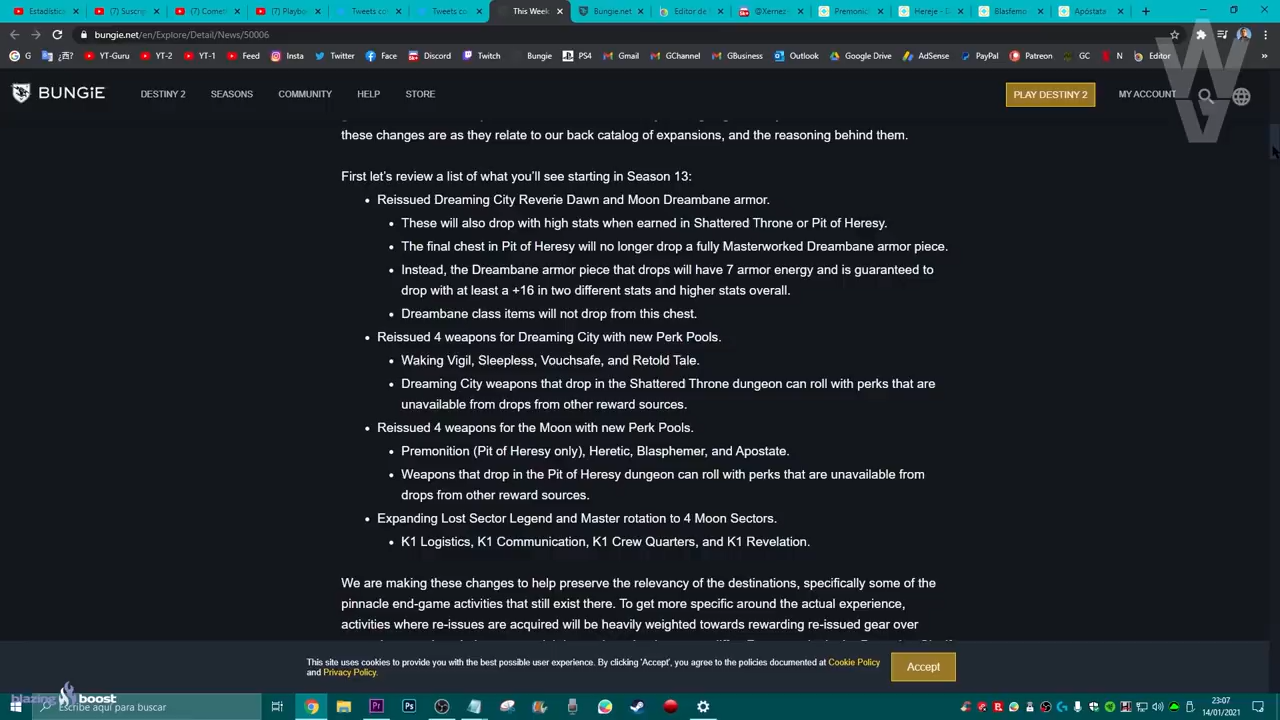 Estadístic
(7) Suscrip
(7) Comet
(7) Playbo
Tweets co
Tweets co
This Week
Bungie.net
Editor de
@Xernez-
Premonici
Hereje - D
Blasfemo
Apóstata
bungie.net/en/Explore/Detail/News/50006
G
YT-Guru
YT-2
YT-1
Feed
Insta
Twitter
Face
Discord
Twitch
Bungie
PS4
Gmail
GChannel
GBusiness
Outlook
Google Drive
AdSense
PayPal
Patreon
GC
N
Editor
WG
BUNGiE
DESTINY 2
SEASONS
COMMUNITY
HELP
STORE
PLAY DESTINY 2
MY ACCOUNT
these changes are as they relate to our back catalog of expansions, and the reasoning behind them.
First let's review a list of what you'll see starting in Season 13:
• Reissued Dreaming City Reverie Dawn and Moon Dreambane armor.
• These will also drop with high stats when earned in Shattered Throne or Pit of Heresy.
• The final chest in Pit of Heresy will no longer drop a fully Masterworked Dreambane armor piece.
• Instead, the Dreambane armor piece that drops will have 7 armor energy and is guaranteed to
drop with at least a +16 in two different stats and higher stats overall.
• Dreambane class items will not drop from this chest.
• Reissued 4 weapons for Dreaming City with new Perk Pools.
• Waking Vigil, Sleepless, Vouchsafe, and Retold Tale.
• Dreaming City weapons that drop in the Shattered Throne dungeon can roll with perks that are
unavailable from drops from other reward sources.
• Reissued 4 weapons for the Moon with new Perk Pools.
• Premonition (Pit of Heresy only), Heretic, Blasphemer, and Apostate.
• Weapons that drop in the Pit of Heresy dungeon can roll with perks that are unavailable from
drops from other reward sources.
• Expanding Lost Sector Legend and Master rotation to 4 Moon Sectors.
• K1 Logistics, K1 Communication, K1 Crew Quarters, and K1 Revelation.
We are making these changes to help preserve the relevancy of the destinations, specifically some of the
pinnacle end-game activities that still exist there. To get more specific around the actual experience,
activities where re-issues are acquired will be heavily weighted towards rewarding re-issued gear over
This site uses cookies to provide you with the best possible user experience. By clicking 'Accept', you agree to the policies documented at Cookie Policy
and Privacy Policy.
Accept
blazing boost
Escribe aquí para buscar
23:07
14/01/2021